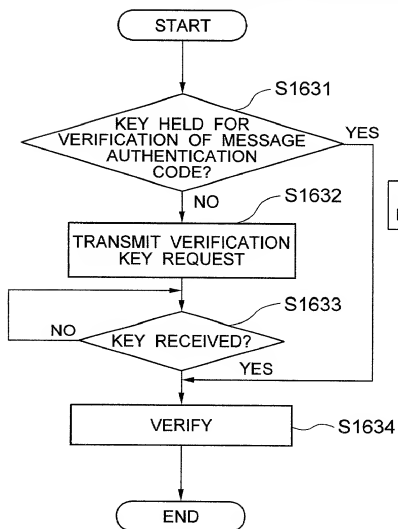 START
S1631
KEY HELD FOR
VERIFICATION OF MESSAGE
AUTHENTICATION
CODE?
YES
NO
S1632
TRANSMIT VERIFICATION
KEY REQUEST
S1633
NO
KEY RECEIVED?
YES
VERIFY
S1634
END